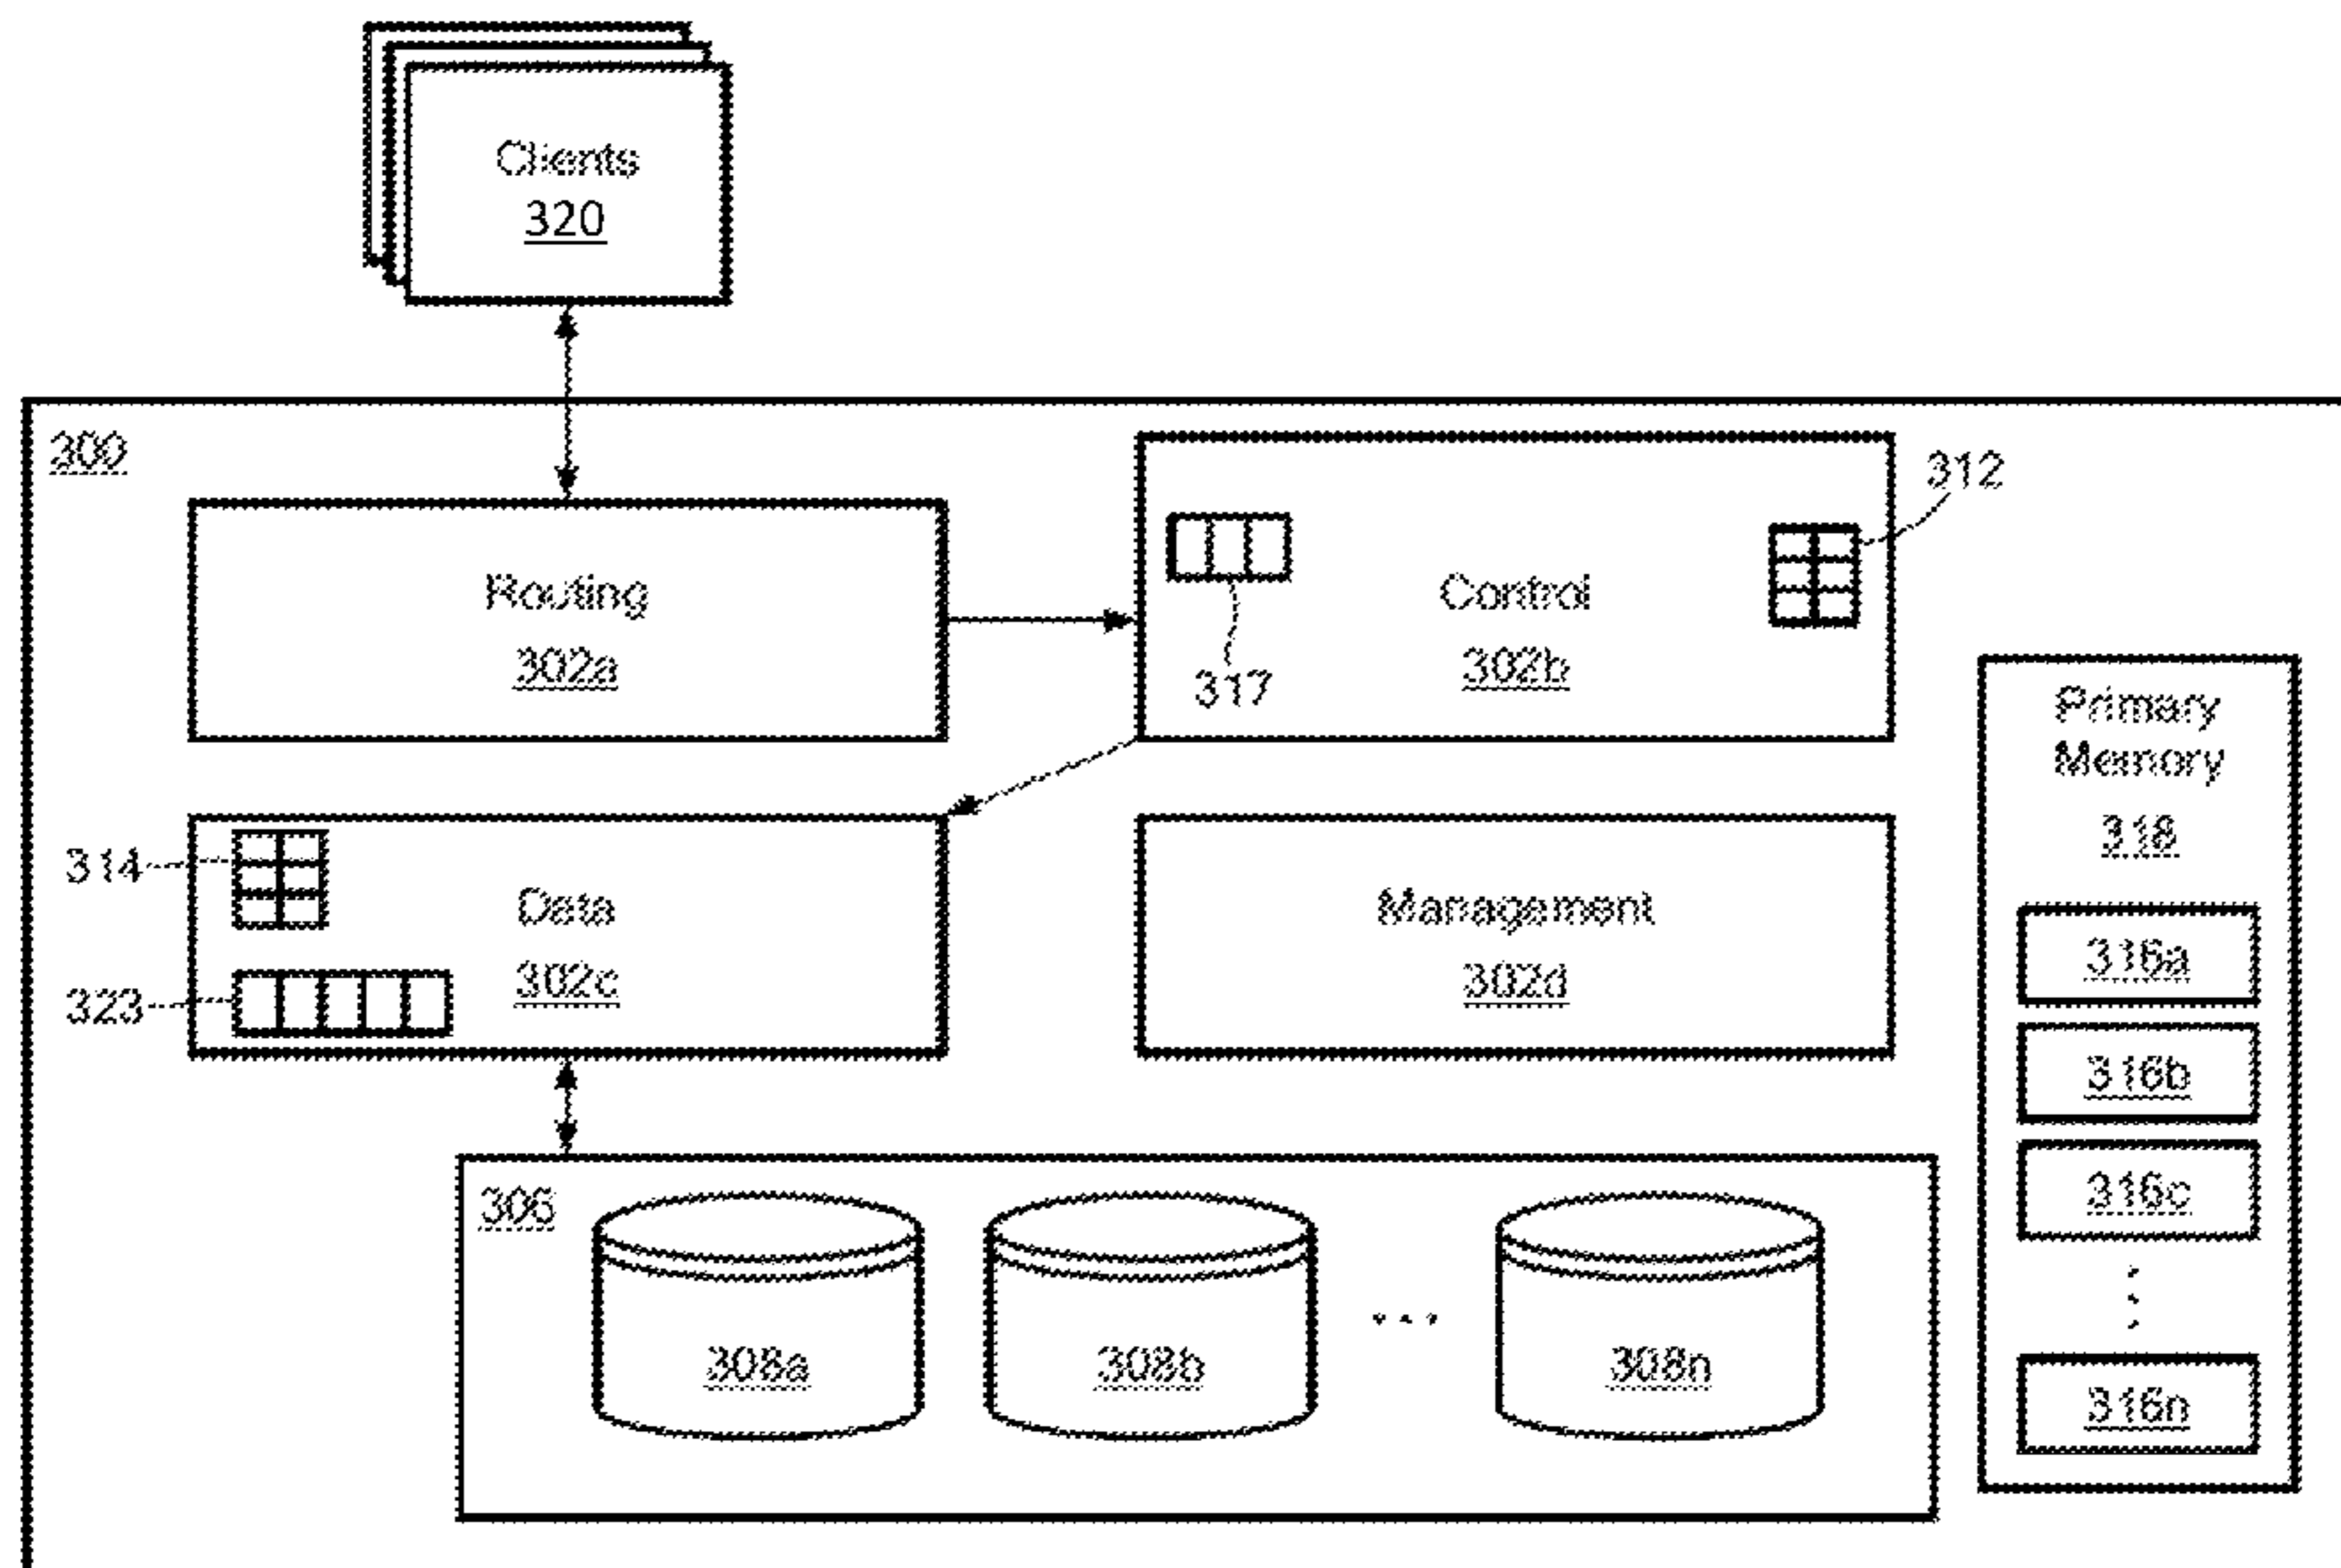 Clients
320
300
Routing
302a
317
Control
302b
312
314
323
Data
302c
Management
302d
Primary
Memory
318
316a
316b
316c
316n
306
308a
308b
...
308n